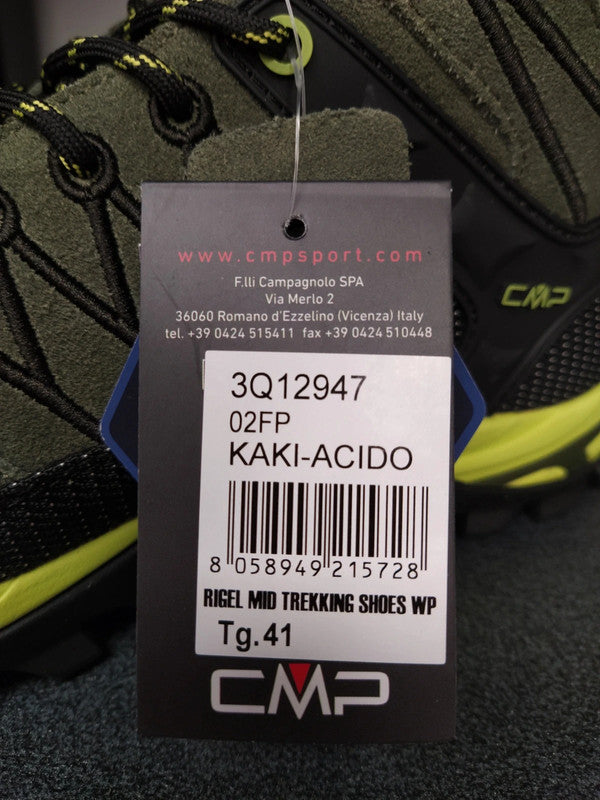 CMP
www.cmpsport.com
F.lli Campagnolo SPA
Via Merlo 2
36060 Romano d'Ezzelino (Vicenza) Italy
tel. +39 0424 515411 fax +39 0424 510448
3Q12947
02FP
KAKI-ACIDO
8 058949 215728
RIGEL MID TREKKING SHOES WP
Tg.41
CMP